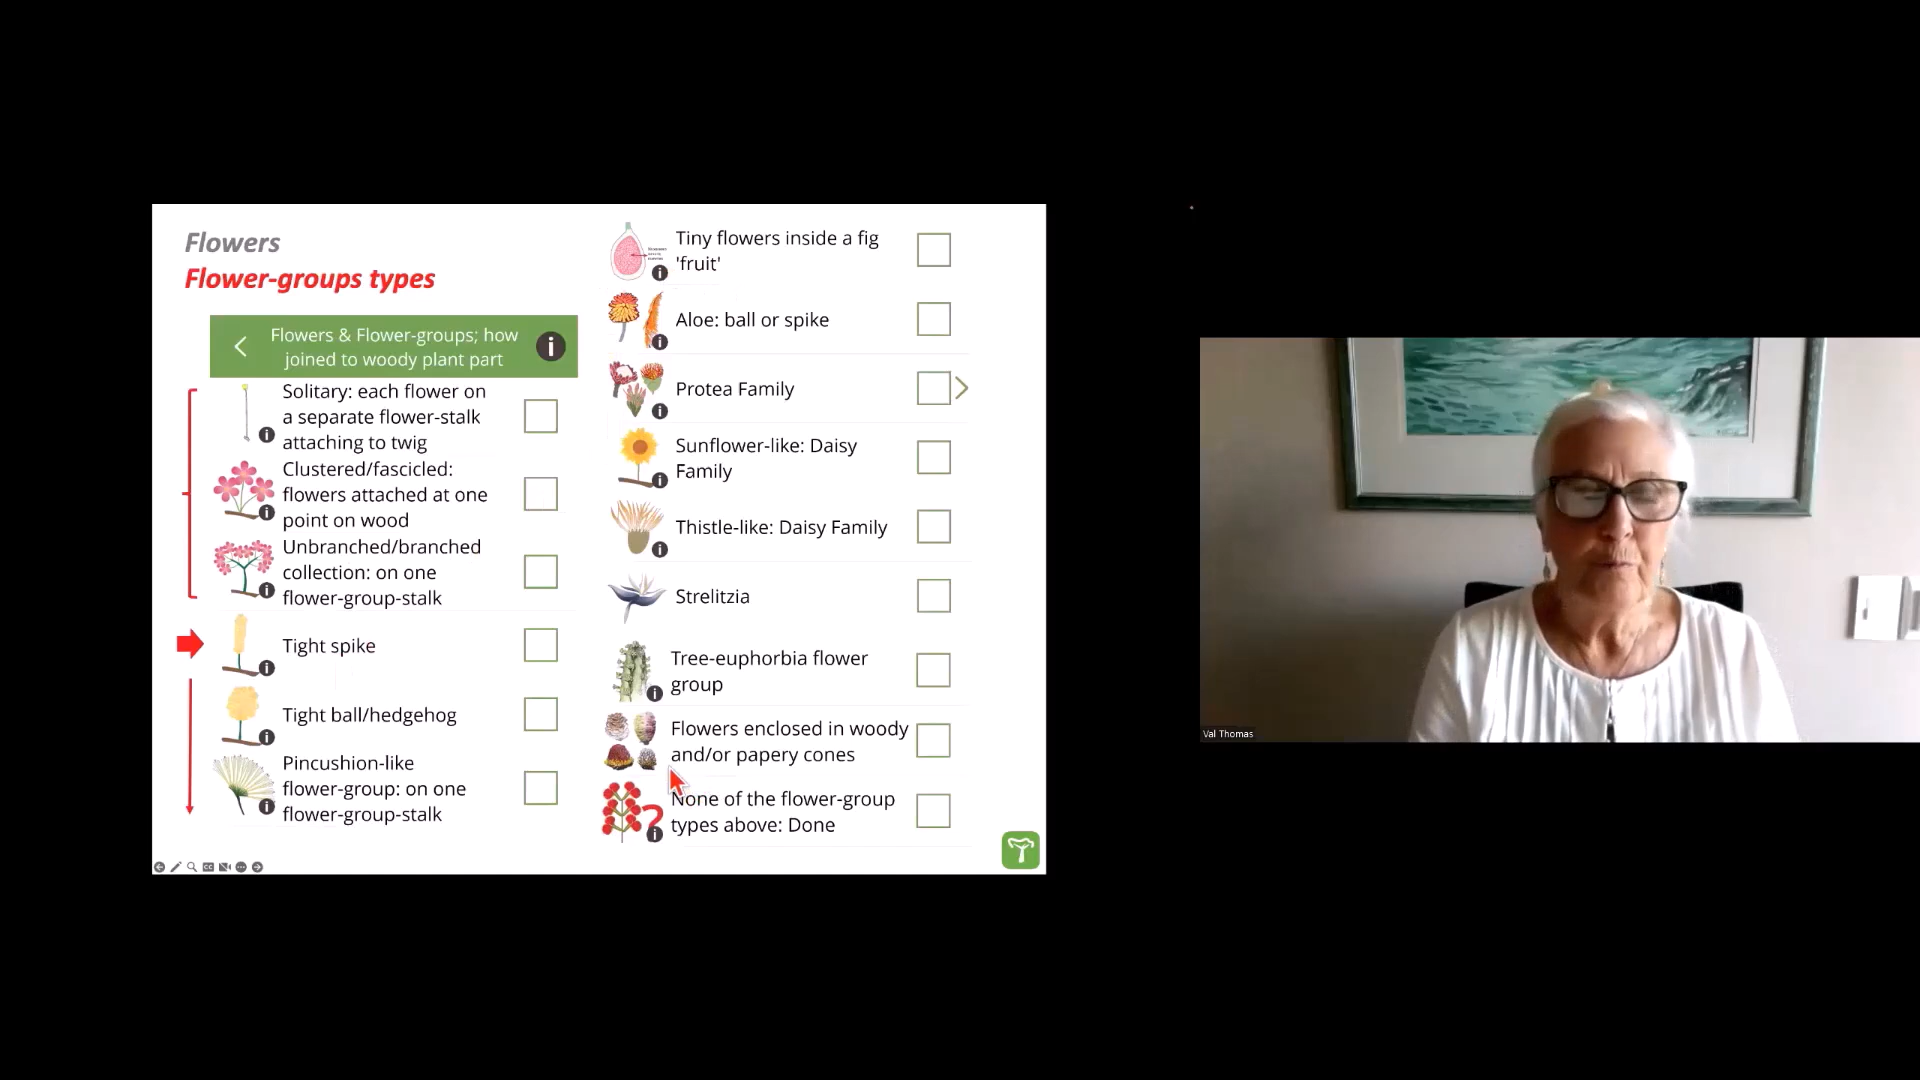 Flowers
Flower-groups types
Flowers & Flower-groups; how
joined to woody plant part
Solitary: each flower on
a separate flower-stalk
attaching to twig
Clustered/fascicled:
flowers attached at one
point on wood
Unbranched/branched
collection: on one
flower-group-stalk
Tight spike
Tight ball/hedgehog
Pincushion-like
flower-group: on one
flower-group-stalk
Tiny flowers inside a fig
'fruit'
Aloe: ball or spike
Protea Family
Sunflower-like: Daisy
Family
Thistle-like: Daisy Family
Strelitzia
Tree-euphorbia flower
group
Flowers enclosed in woody
and/or papery cones
None of the flower-group
types above: Done
Val Thomas